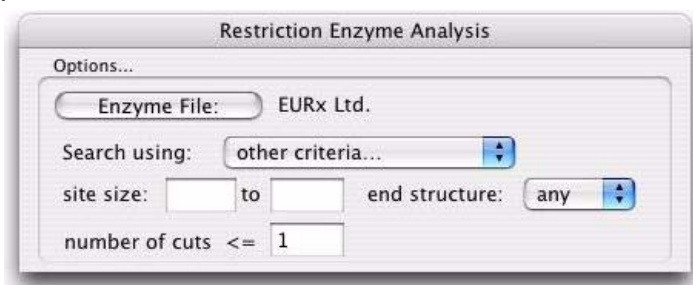 Restriction Enzyme Analysis
Options...
Enzyme File: EURx Ltd.
Search using: other criteria...
site size: to end structure: any
number of cuts <= 1